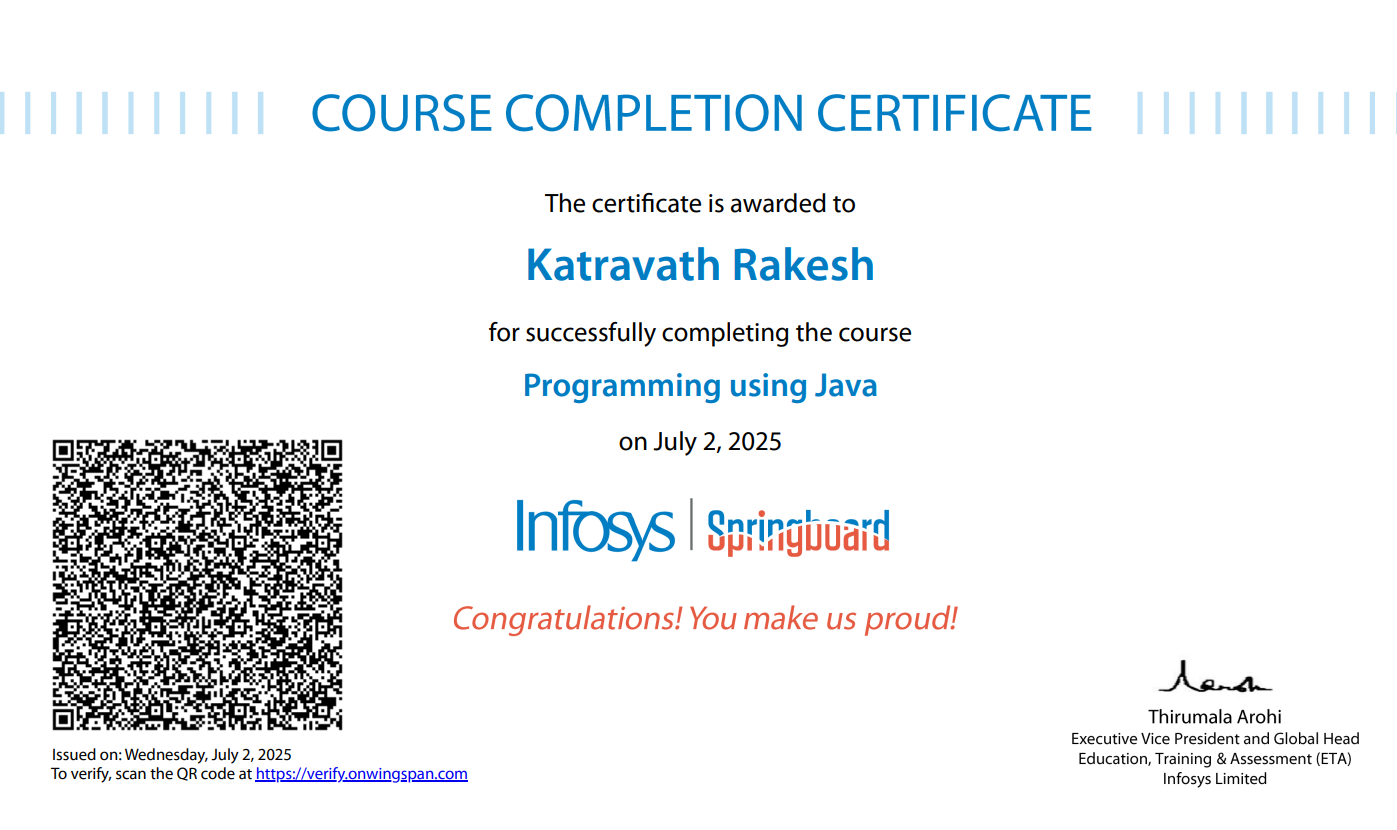 COURSE COMPLETION CERTIFICATE
The certificate is awarded to
Katravath Rakesh
for successfully completing the course
Programming using Java
on July 2, 2025
Infosys | Springboard
Congratulations! You make us proud!
Issued on: Wednesday, July 2, 2025
To verify, scan the QR code at https://verify.onwingspan.com
Thirumala Arohi
Executive Vice President and Global Head
Education, Training & Assessment (ETA)
Infosys Limited